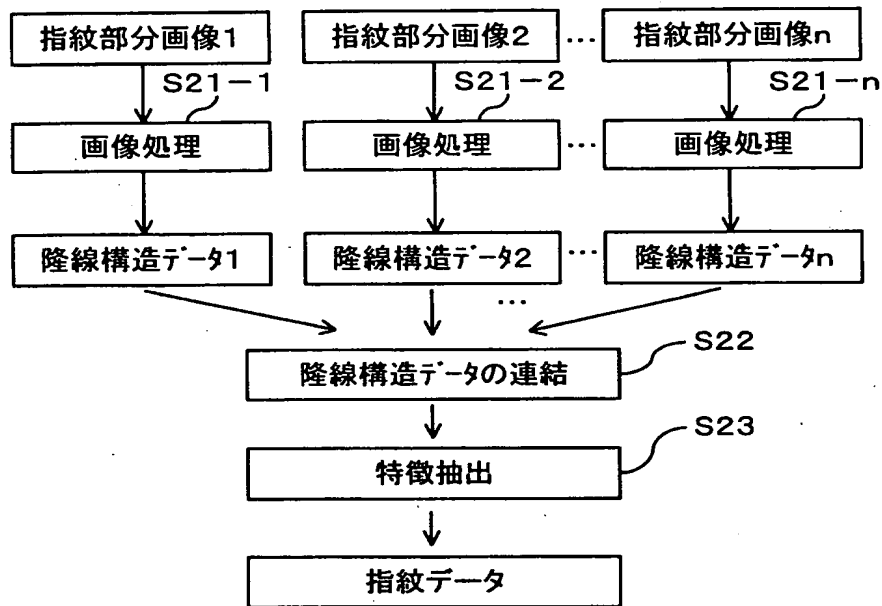 指紋部分画像1 指紋部分画像2 … 指紋部分画像n
S21-1 S21-2 S21-n
画像処理 画像処理 … 画像処理
隆線構造データ1 隆線構造データ2 … 隆線構造データn
…
S22
隆線構造データの連結
S23
特徴抽出
指紋データ